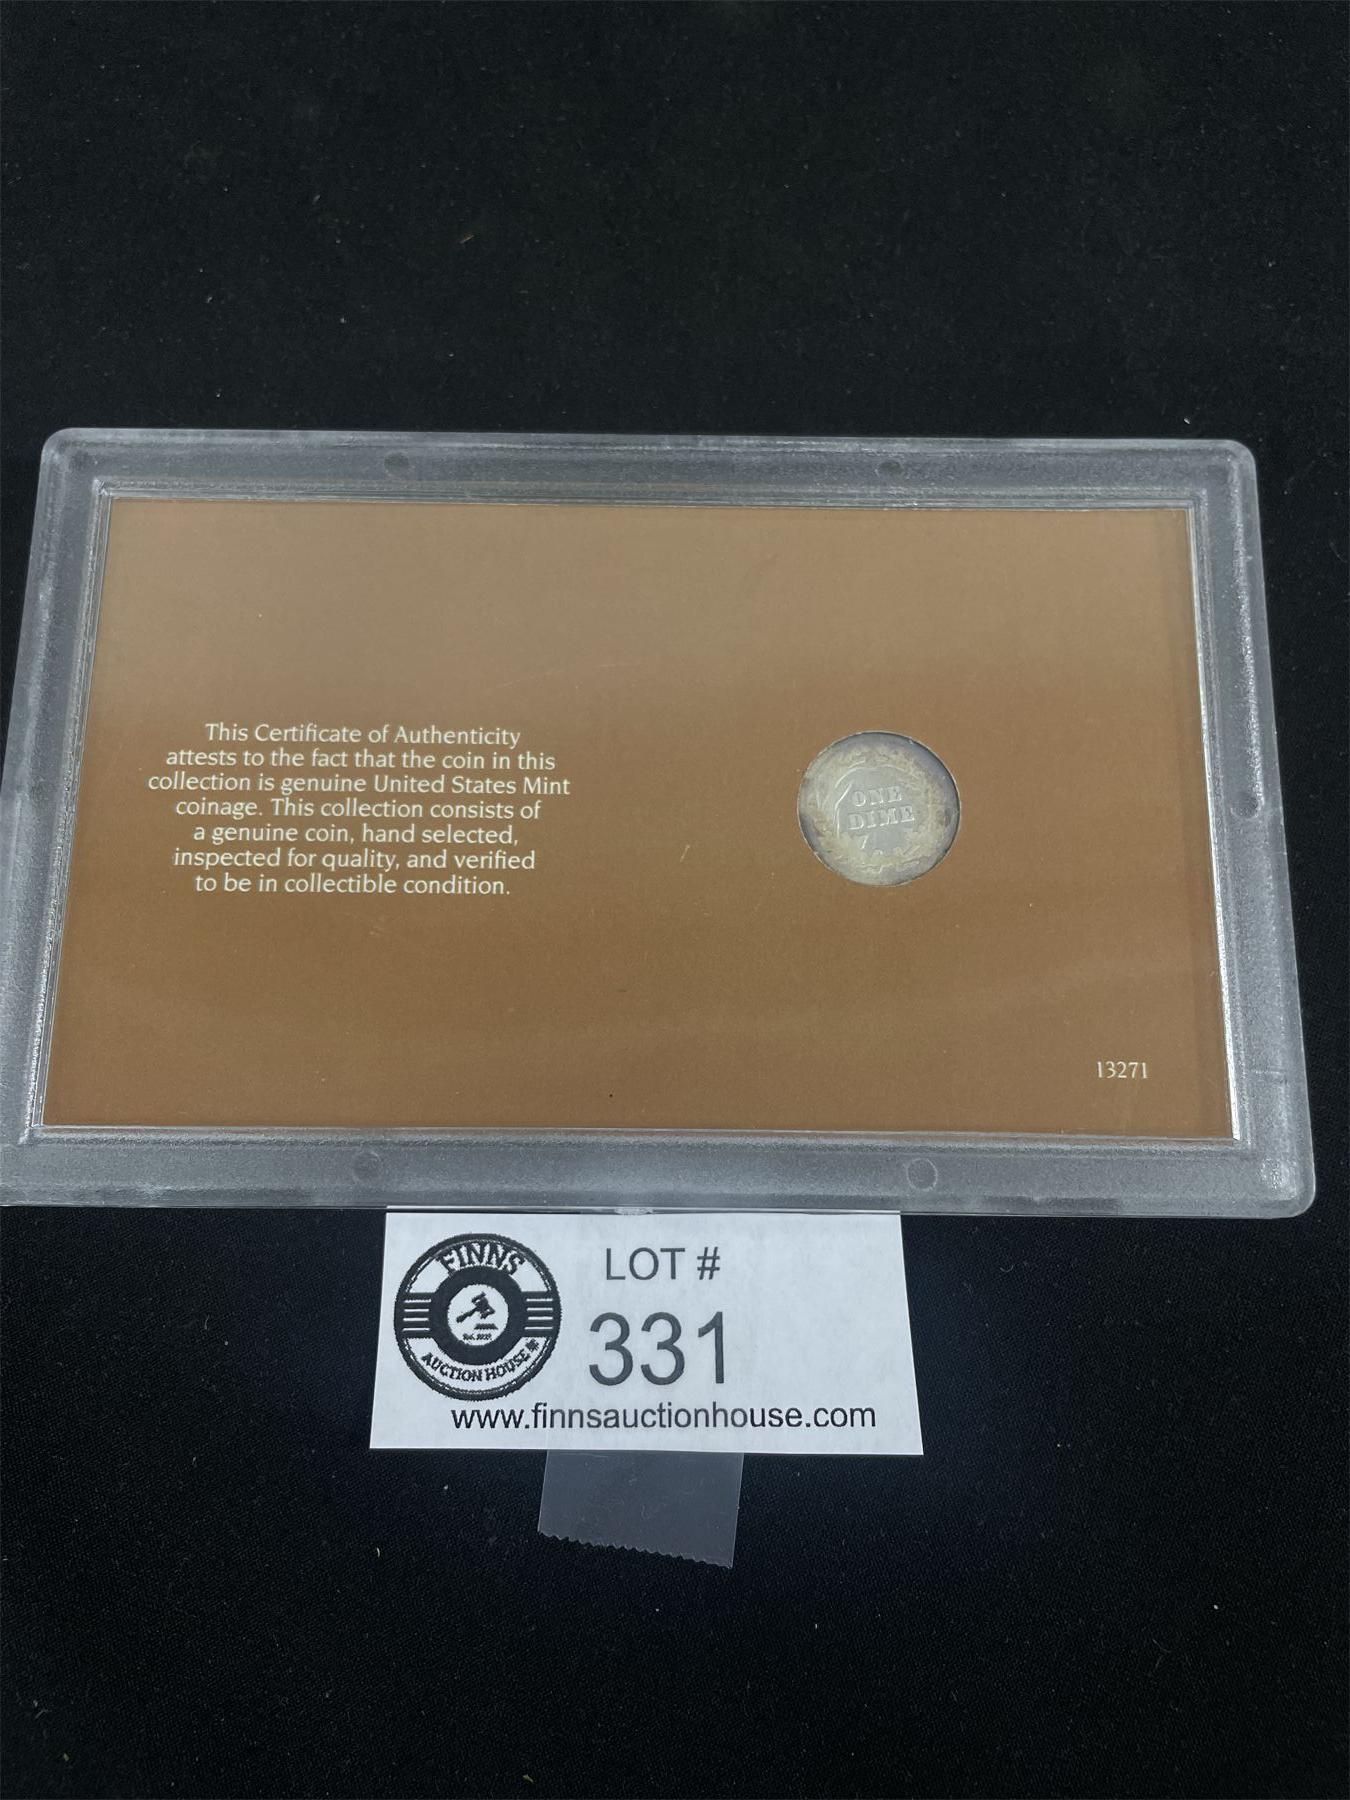 This Certificate of Authenticity
attests to the fact that the coin in this
collection is genuine United States Mint
coinage. This collection consists of
a genuine coin, hand selected,
inspected for quality, and verified
to be in collectible condition.
ONE
DIME
13271
FINNS
AUCTION HOUSE
LOT #
331
www.finnsauctionhouse.com